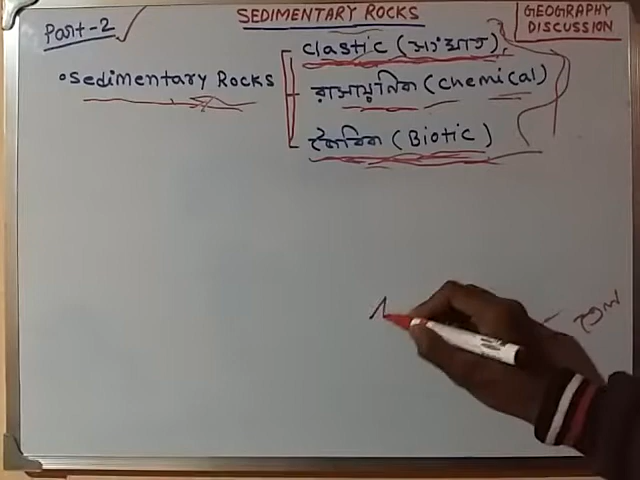 Part-2
SEDIMENTARY ROCKS
GEOGRAPHY
DISCUSSION
Clastic (সংঘাত),
•Sedimentary Rocks
রাসায়নিক (Chemical)
জৈবিক (Biotic)